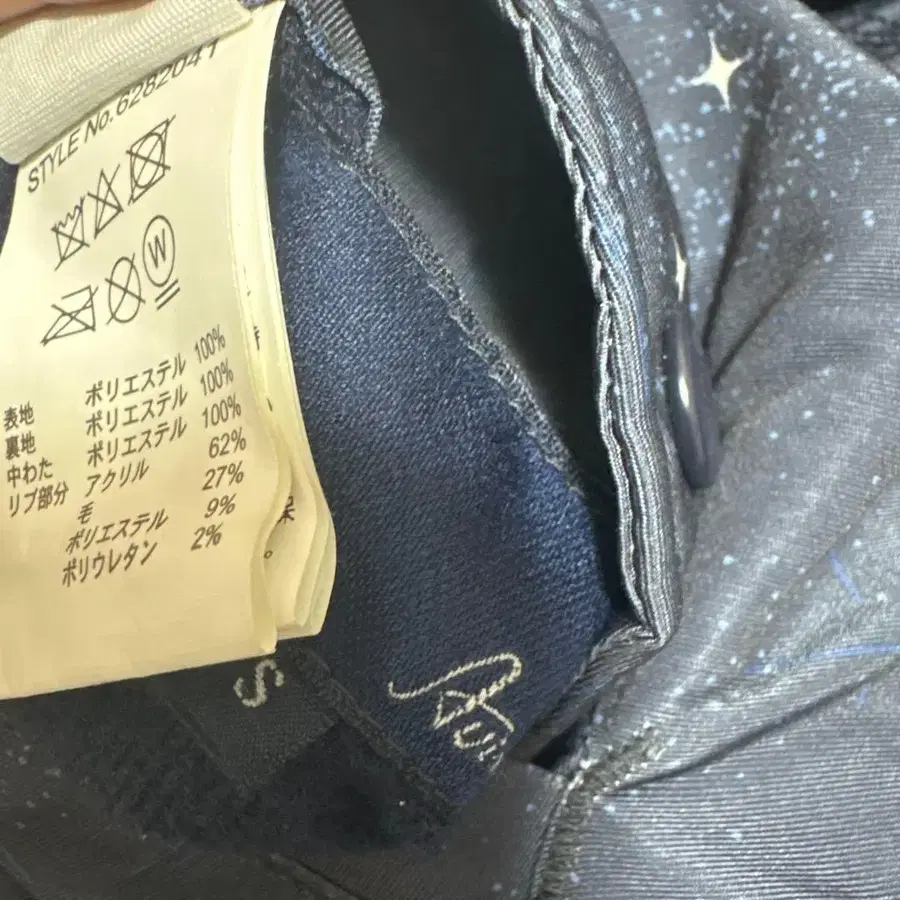 STYLE No.6282041
W
表地 ポリエステル 100%
裏地 ポリエステル 100%
中わた ポリエステル 100%
リブ部分 アクリル 62%
毛 27%
ポリエステル 9%
ポリウレタン 2%
S